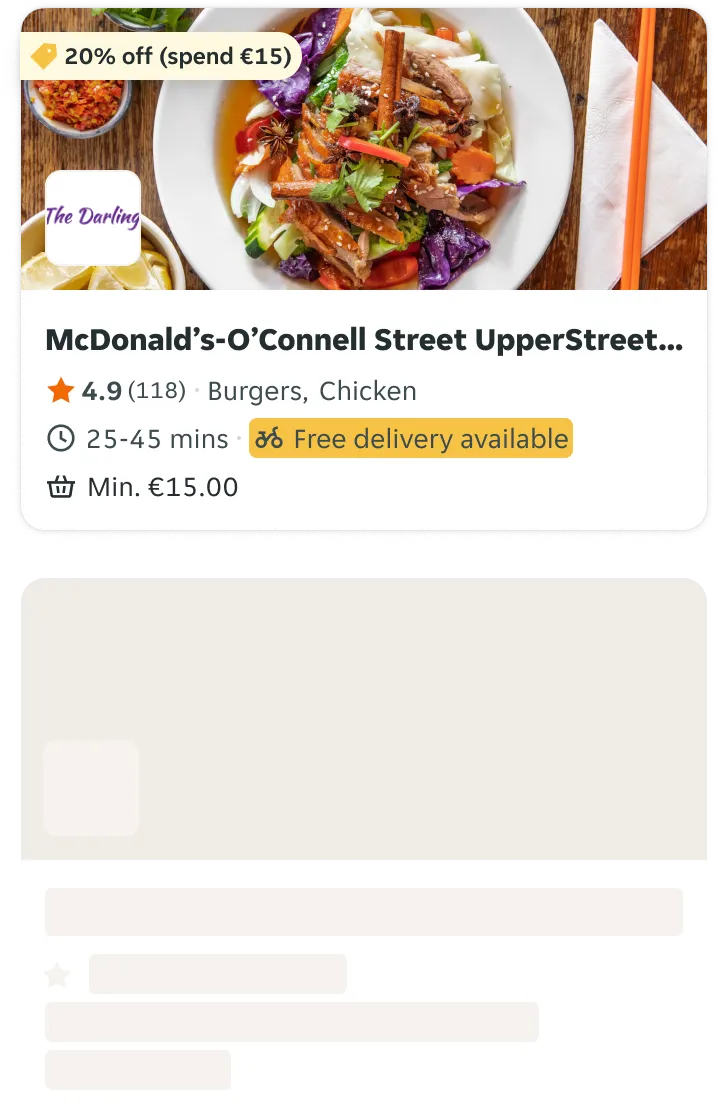 20% off (spend €15)
The Darling
McDonald’s-O’Connell Street UpperStreet...
4.9 (118) · Burgers, Chicken
25-45 mins · Free delivery available
Min. €15.00